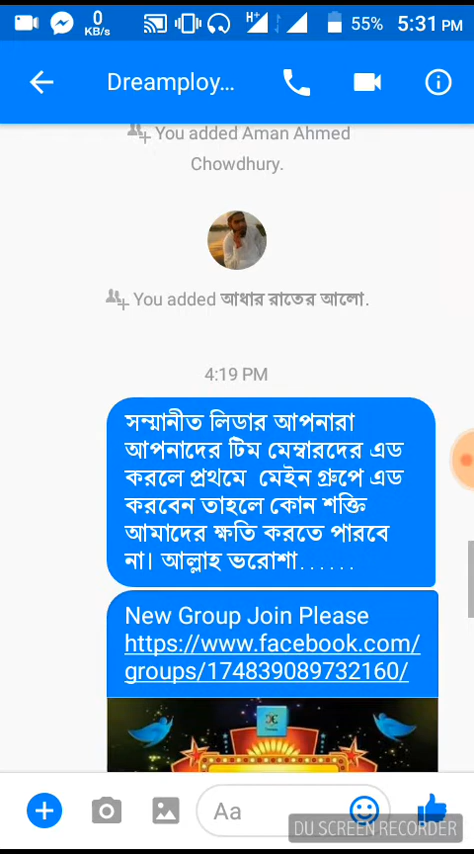 0
KB/s
H+
55%
5:31 PM
Dreamploy...
You added Aman Ahmed
Chowdhury.
You added আধার রাতের আলো.
4:19 PM
সম্মানীত লিডার আপনারা
আপনাদের টিম মেম্বারদের এড
করলে প্রথমে মেইন গ্রুপে এড
করবেন তাহলে কোন শক্তি
আমাদের ক্ষতি করতে পারবে
না। আল্লাহ ভরোশা......
New Group Join Please
https://www.facebook.com/
groups/174839089732160/
Aa
DU SCREEN RECORDER